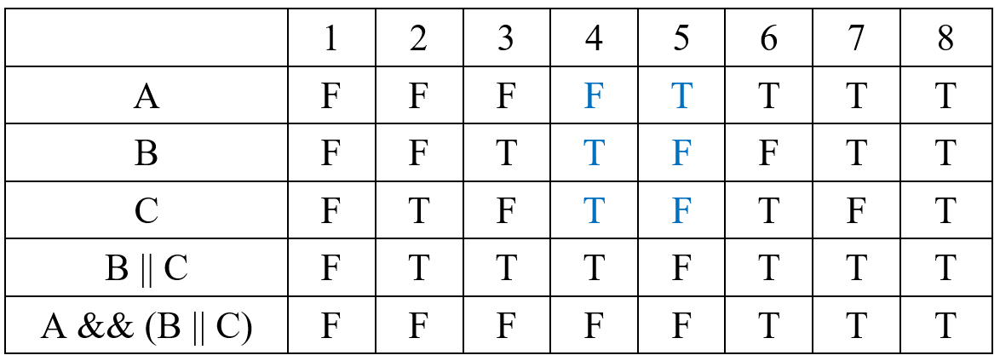 1 2 3 4 5 6 7 8
A F F F F T T T T
B F F T T F F T T
C F T F T F T F T
B || C F T T T F T T T
A && (B || C) F F F F F T T T